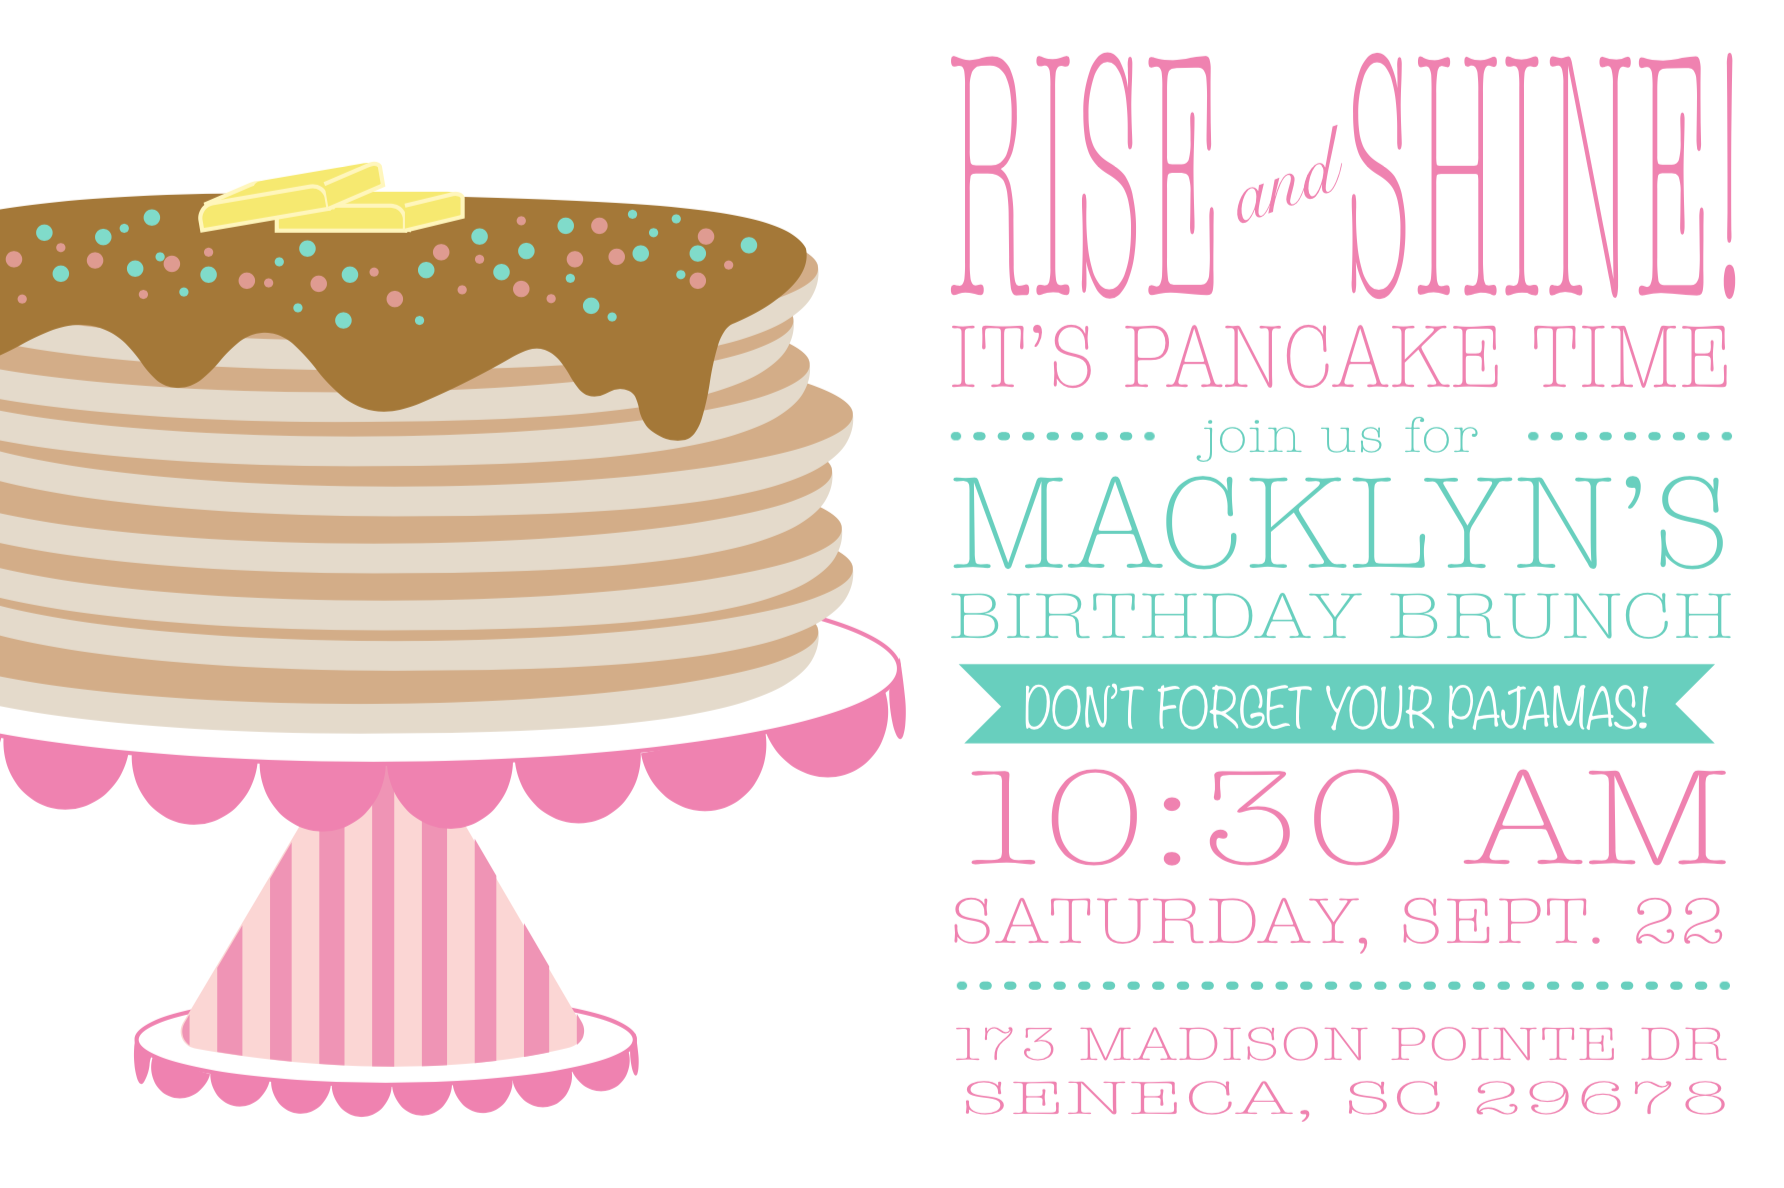 RISE and SHINE!
IT'S PANCAKE TIME
join us for
MACKLYN'S
BIRTHDAY BRUNCH
DON'T FORGET YOUR PAJAMAS!
10:30 AM
SATURDAY, SEPT. 22
173 MADISON POINTE DR
SENECA, SC 29678